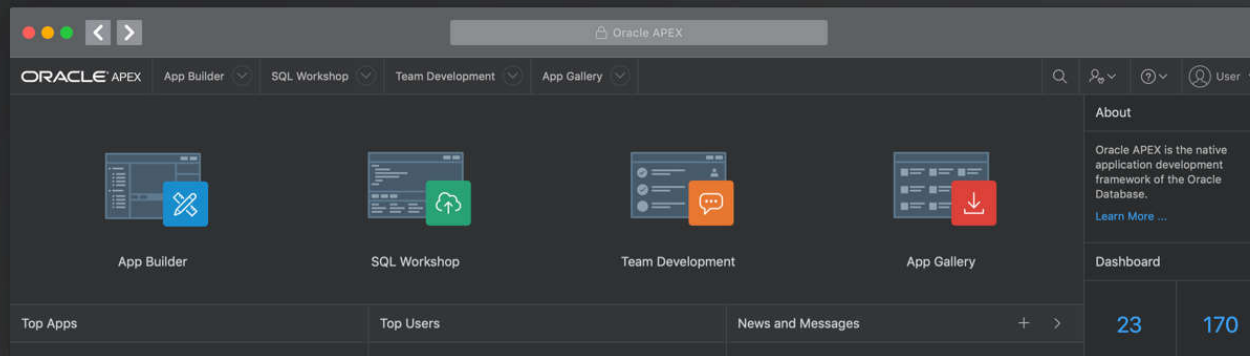 Oracle APEX
ORACLE APEX App Builder SQL Workshop Team Development App Gallery User
About
Oracle APEX is the native
application development
framework of the Oracle
Database.
Learn More ...
App Builder SQL Workshop Team Development App Gallery
Dashboard
Top Apps Top Users News and Messages
23 170